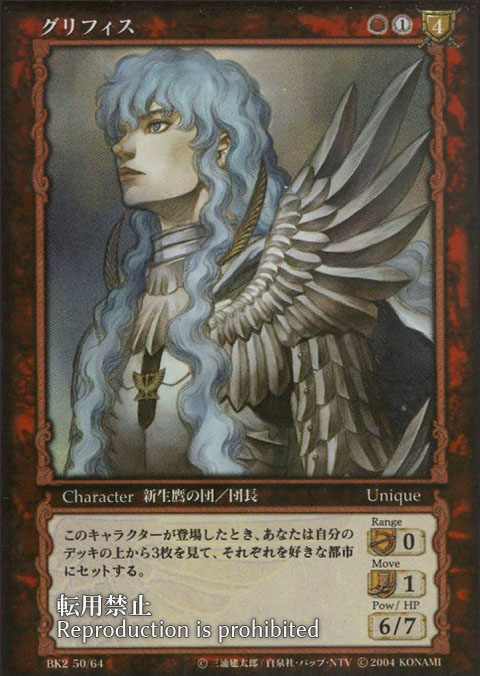 グリフィス
1 4
Character 新生鷹の団／団長 Unique
このキャラクターが登場したとき、あなたは自分の
デッキの上から3枚を見て、それぞれを好きな都市
にセットする。
Range
0
Move
1
Pow/ HP
6/7
転用禁止
Reproduction is prohibited
BK2 50/64 © 三浦建太郎／白泉社・バップ・NTV © 2004 KONAMI